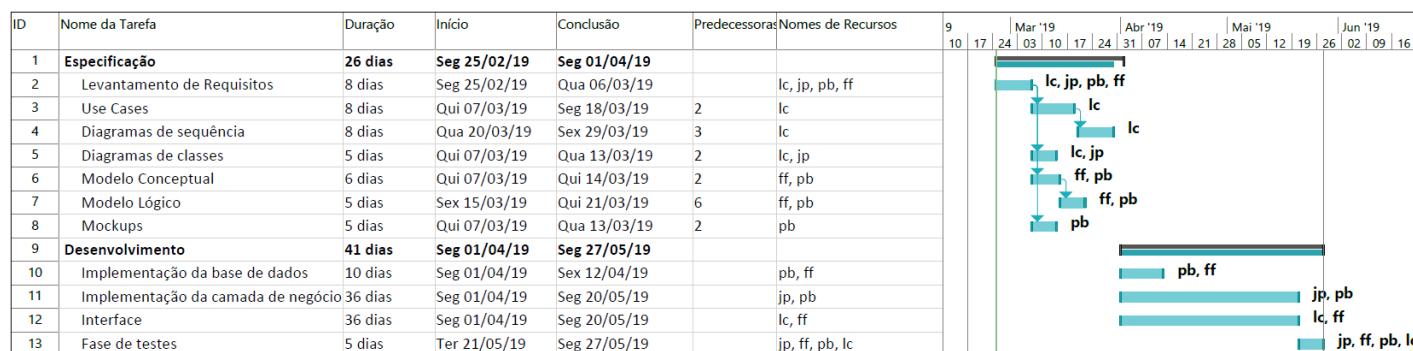 ID Nome da Tarefa Duração Início Conclusão Predecessoras Nomes de Recursos 9 Mar '19 Abr '19 Mai '19 Jun '19
10 17 24 03 10 17 24 31 07 14 21 28 05 12 19 26 02 09 16
1 Especificação 26 dias Seg 25/02/19 Seg 01/04/19
2 Levantamento de Requisitos 8 dias Seg 25/02/19 Qua 06/03/19 lc, jp, pb, ff lc, jp, pb, ff
3 Use Cases 8 dias Qui 07/03/19 Seg 18/03/19 2 lc lc
4 Diagramas de sequência 8 dias Qua 20/03/19 Sex 29/03/19 3 lc lc
5 Diagramas de classes 5 dias Qui 07/03/19 Qua 13/03/19 2 lc, jp lc, jp
6 Modelo Conceptual 6 dias Qui 07/03/19 Qui 14/03/19 2 ff, pb ff, pb
7 Modelo Lógico 5 dias Sex 15/03/19 Qui 21/03/19 6 ff, pb ff, pb
8 Mockups 5 dias Qui 07/03/19 Qua 13/03/19 2 pb pb
9 Desenvolvimento 41 dias Seg 01/04/19 Seg 27/05/19
10 Implementação da base de dados 10 dias Seg 01/04/19 Sex 12/04/19 pb, ff pb, ff
11 Implementação da camada de negócio 36 dias Seg 01/04/19 Seg 20/05/19 jp, pb jp, pb
12 Interface 36 dias Seg 01/04/19 Seg 20/05/19 lc, ff lc, ff
13 Fase de testes 5 dias Ter 21/05/19 Seg 27/05/19 jp, ff, pb, lc jp, ff, pb, lc